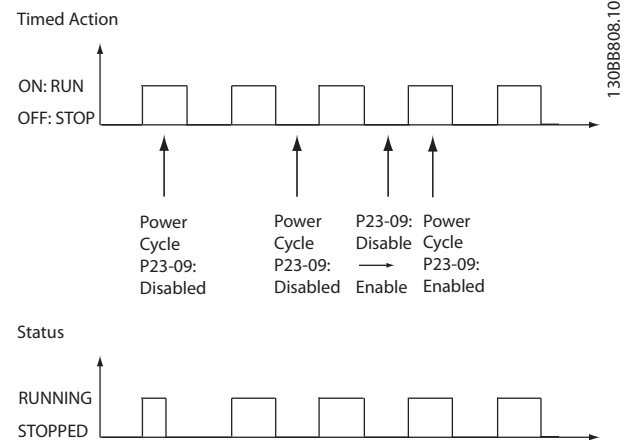 Timed Action
130BB808.10
ON: RUN
OFF: STOP
Power
Cycle
P23-09:
Disabled
Power
Cycle
P23-09:
Disabled
P23-09:
Disable
Enable
Power
Cycle
P23-09:
Enabled
Status
RUNNING
STOPPED